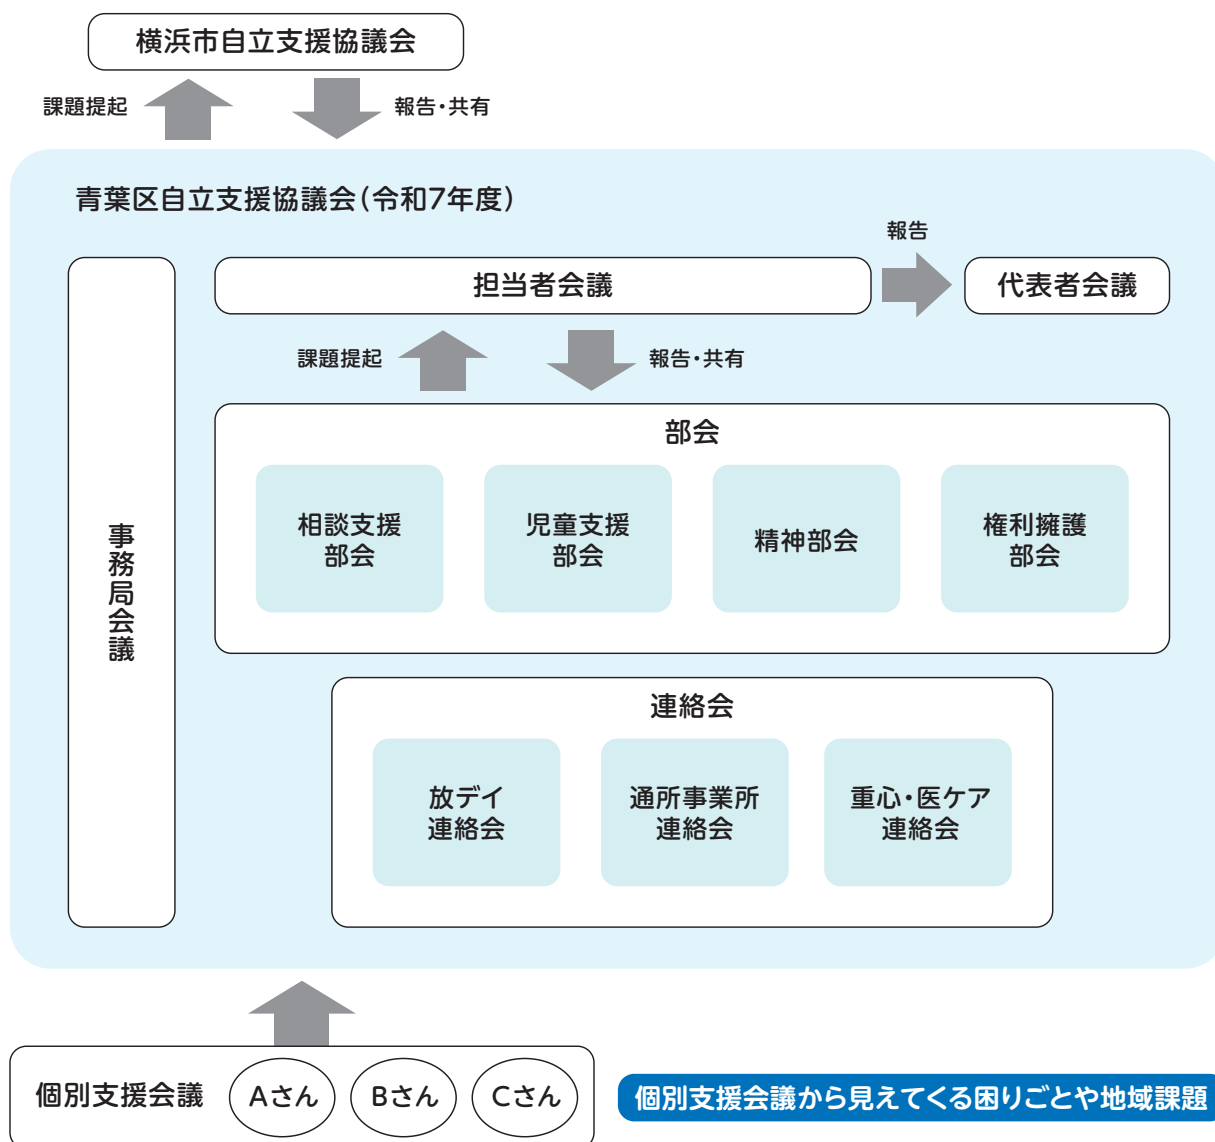 横浜市自立支援協議会
課題提起
報告・共有
青葉区自立支援協議会(令和7年度)
報告
担当者会議
代表者会議
課題提起
報告・共有
事務局会議
部会
相談支援
部会
児童支援
部会
精神部会
権利擁護
部会
連絡会
放デイ
連絡会
通所事業所
連絡会
重心・医ケア
連絡会
個別支援会議
Aさん
Bさん
Cさん
個別支援会議から見えてくる困りごとや地域課題